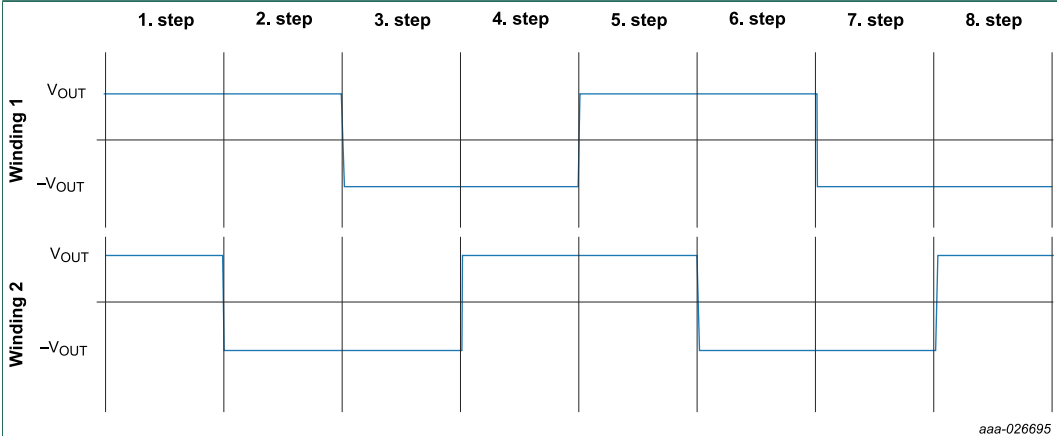 1. step 2. step 3. step 4. step 5. step 6. step 7. step 8. step
Winding 1
VOUT
–VOUT
Winding 2
VOUT
–VOUT
aaa-026695